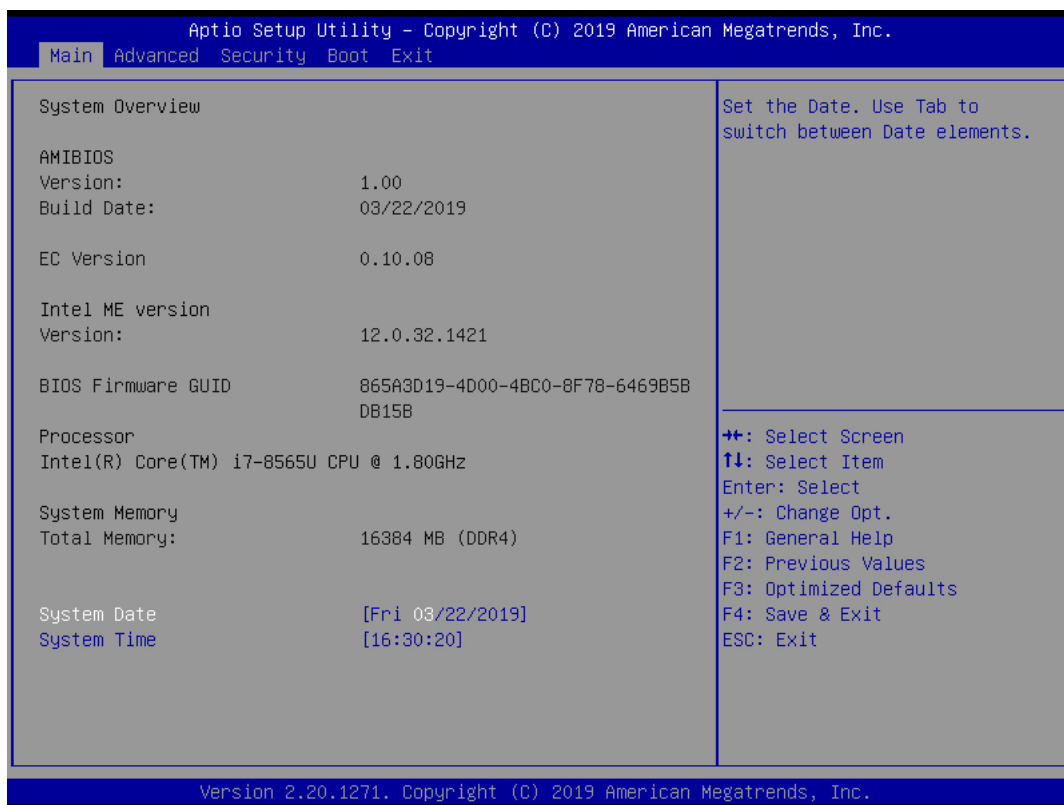 Aptio Setup Utility – Copyright (C) 2019 American Megatrends, Inc.
Main Advanced Security Boot Exit
System Overview
AMIBIOS
Version: 1.00
Build Date: 03/22/2019
EC Version 0.10.08
Intel ME version
Version: 12.0.32.1421
BIOS Firmware GUID 865A3D19-4D00-4BC0-8F78-6469B5B
DB15B
Processor
Intel(R) Core(TM) i7-8565U CPU @ 1.80GHz
System Memory
Total Memory: 16384 MB (DDR4)
System Date [Fri 03/22/2019]
System Time [16:30:20]
Set the Date. Use Tab to
switch between Date elements.
→←: Select Screen
↑↓: Select Item
Enter: Select
+/-: Change Opt.
F1: General Help
F2: Previous Values
F3: Optimized Defaults
F4: Save & Exit
ESC: Exit
Version 2.20.1271. Copyright (C) 2019 American Megatrends, Inc.